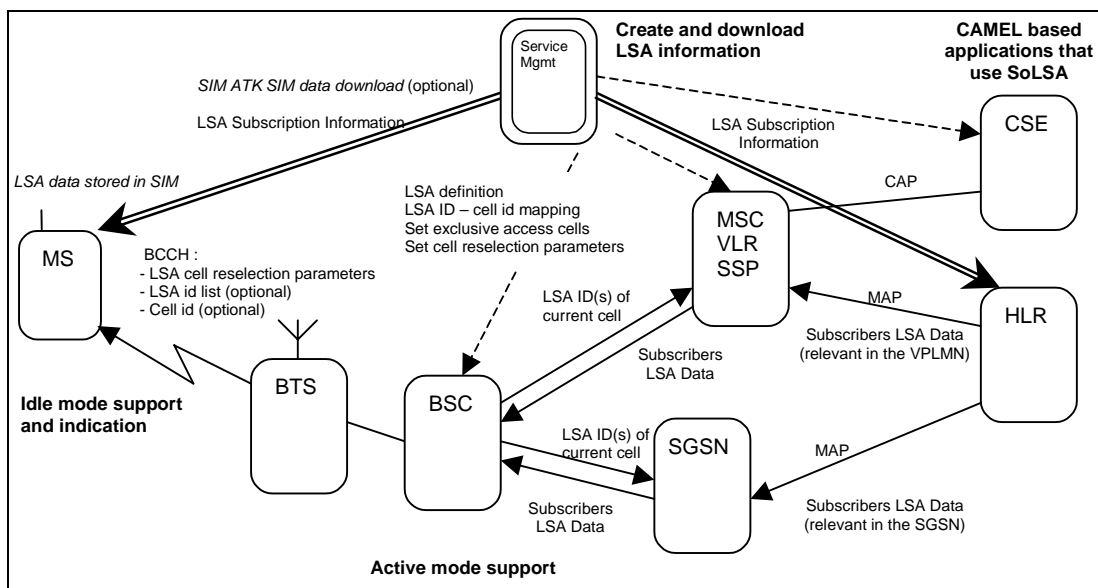 Create and download
LSA information
CAMEL based
applications that
use SoLSA
Service
Mgmt
SIM ATK SIM data download (optional)
LSA Subscription Information
LSA Subscription
Information
CSE
CAP
LSA data stored in SIM
LSA definition
LSA ID – cell id mapping
Set exclusive access cells
Set cell reselection parameters
MSC
VLR
SSP
MS
BCCH :
- LSA cell reselection parameters
- LSA id list (optional)
- Cell id (optional)
LSA ID(s) of
current cell
MAP
HLR
Subscribers LSA Data
(relevant in the VPLMN)
Subscribers
LSA Data
Idle mode support
and indication
BTS
BSC
LSA ID(s) of
current cell
SGSN
MAP
Subscribers
LSA Data
Subscribers LSA Data
(relevant in the SGSN)
Active mode support